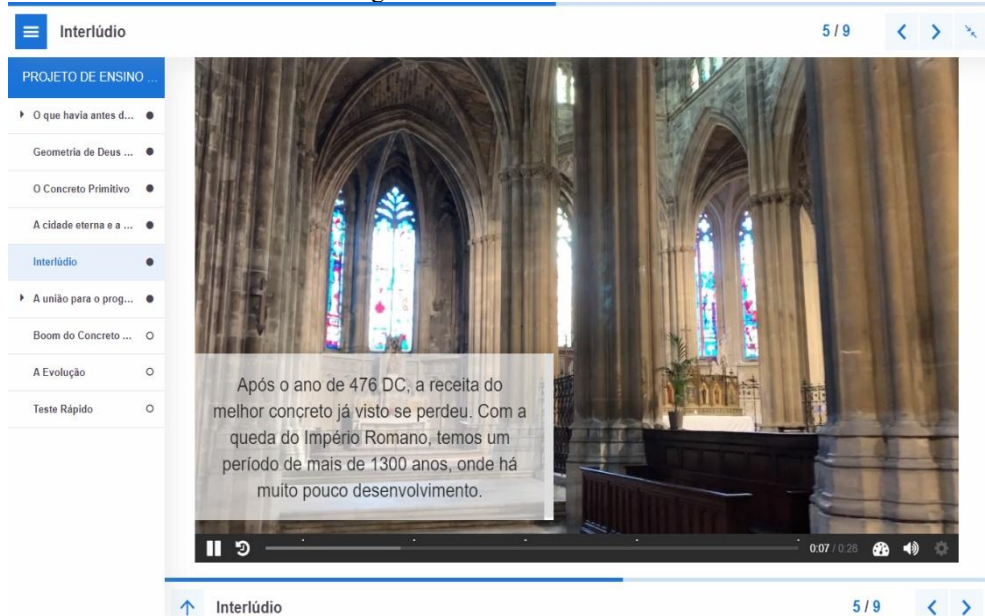 Interlúdio
5 / 9
PROJETO DE ENSINO ...
O que havia antes d...
Geometria de Deus ...
O Concreto Primitivo
A cidade eterna e a ...
Interlúdio
A união para o prog...
Boom do Concreto ...
A Evolução
Teste Rápido
Após o ano de 476 DC, a receita do
melhor concreto já visto se perdeu. Com a
queda do Império Romano, temos um
período de mais de 1300 anos, onde há
muito pouco desenvolvimento.
0:07 / 0:26
Interlúdio
5 / 9